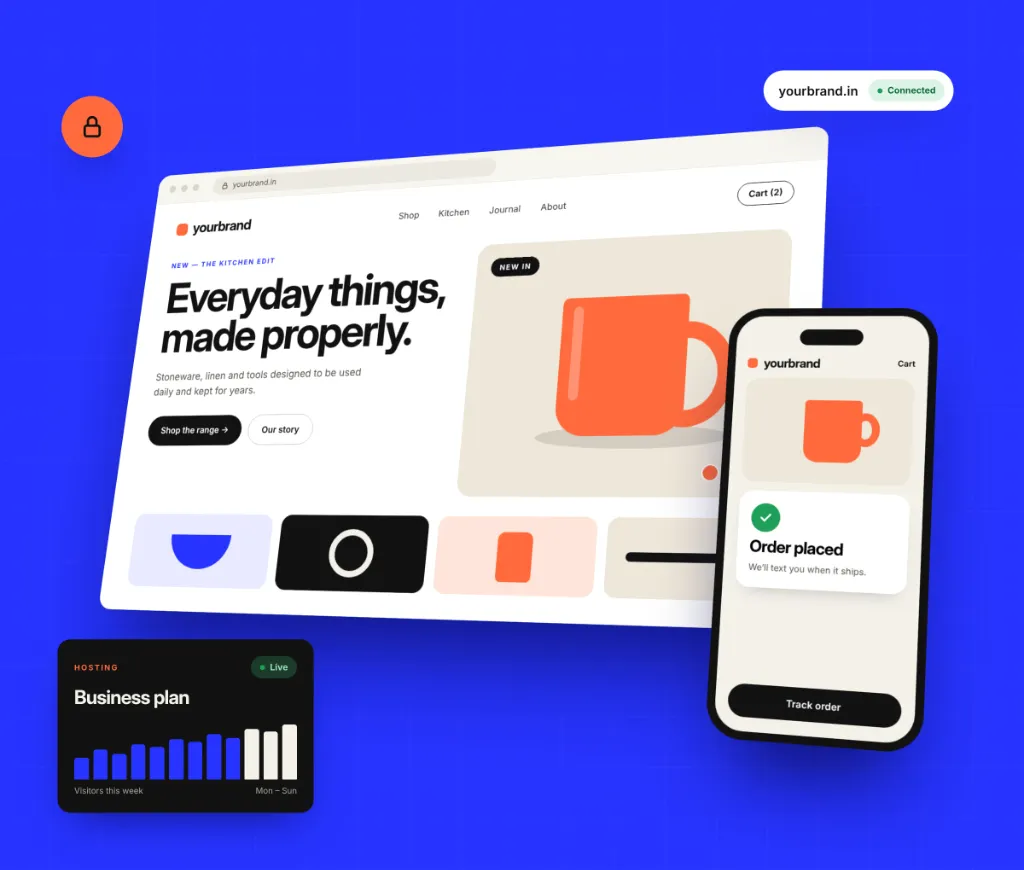 yourbrand.in
Connected
yourbrand.in
yourbrand
Shop
Kitchen
Journal
About
Cart (2)
NEW — THE KITCHEN EDIT
Everyday things,
made properly.
Stoneware, linen and tools designed to be used
daily and kept for years.
Shop the range →
Our story
NEW IN
yourbrand
Cart
Order placed
We'll text you when it ships.
Track order
HOSTING
Live
Business plan
Visitors this week
Mon – Sun